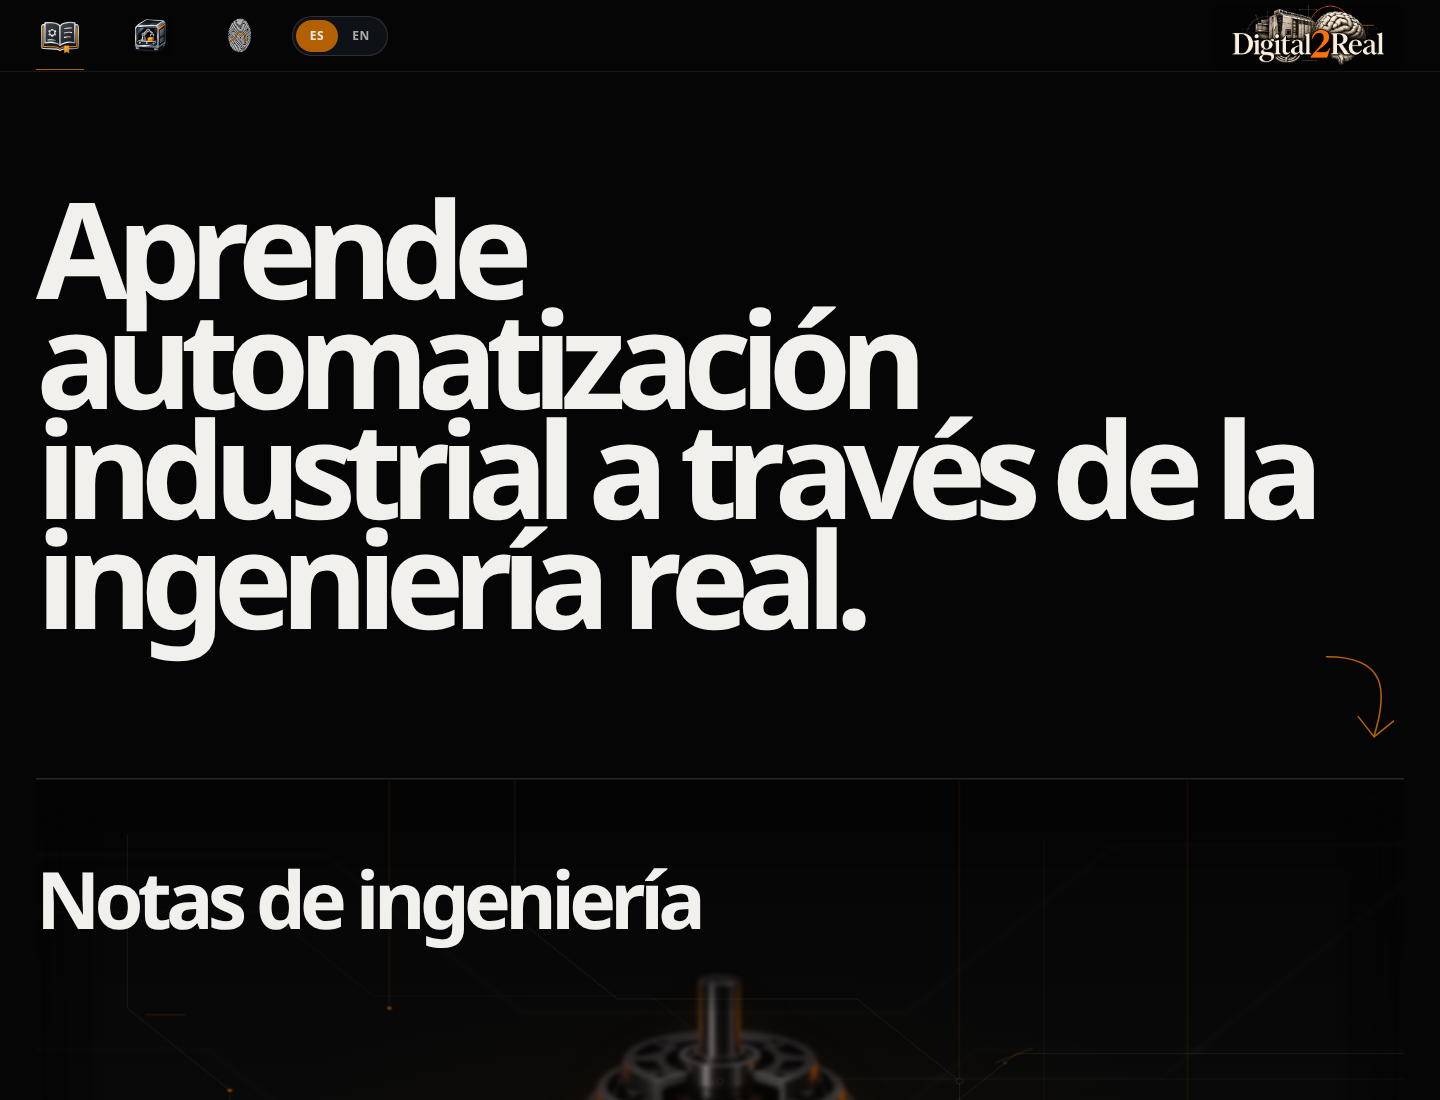 ES EN
Digital2Real
Aprende
automatización
industrial a través de la
ingeniería real.
Notas de ingeniería